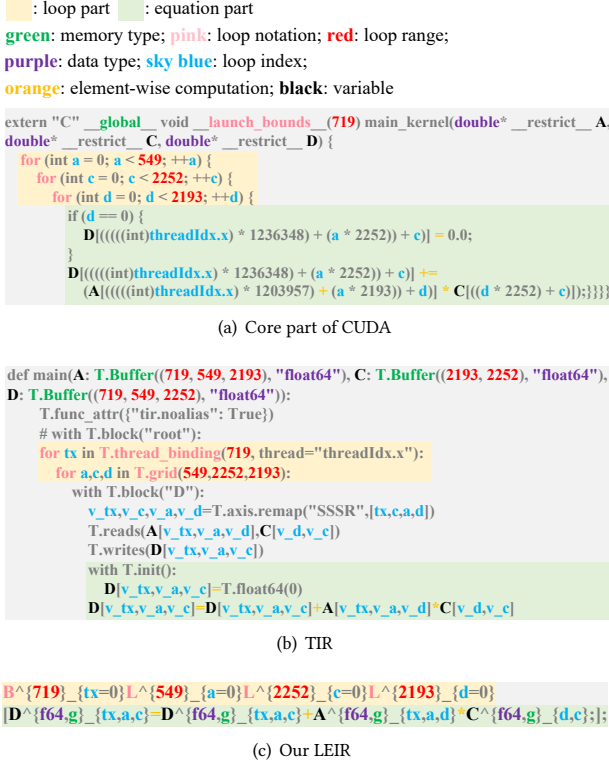 : loop part : equation part
green: memory type; pink: loop notation; red: loop range;
purple: data type; sky blue: loop index;
orange: element-wise computation; black: variable
extern "C" __global__ void __launch_bounds__(719) main_kernel(double* __restrict__ A,
double* __restrict__ C, double* __restrict__ D) {
for (int a = 0; a < 549; ++a) {
for (int c = 0; c < 2252; ++c) {
for (int d = 0; d < 2193; ++d) {
if (d == 0) {
D[(((((int)threadIdx.x) * 1236348) + (a * 2252)) + c)] = 0.0;
}
D[(((((int)threadIdx.x) * 1236348) + (a * 2252)) + c)] +=
(A[(((((int)threadIdx.x) * 1203957) + (a * 2193)) + d)] * C[((d * 2252) + c)]);}}}}
(a) Core part of CUDA
def main(A: T.Buffer((719, 549, 2193), "float64"), C: T.Buffer((2193, 2252), "float64"),
D: T.Buffer((719, 549, 2252), "float64")):
T.func_attr({"tir.noalias": True})
# with T.block("root"):
for tx in T.thread_binding(719, thread="threadIdx.x"):
for a,c,d in T.grid(549,2252,2193):
with T.block("D"):
v_tx,v_c,v_a,v_d=T.axis.remap("SSSR",[tx,c,a,d])
T.reads(A[v_tx,v_a,v_d],C[v_d,v_c])
T.writes(D[v_tx,v_a,v_c])
with T.init():
D[v_tx,v_a,v_c]=T.float64(0)
D[v_tx,v_a,v_c]=D[v_tx,v_a,v_c]+A[v_tx,v_a,v_d]*C[v_d,v_c]
(b) TIR
B^{719}_{tx=0}L^{549}_{a=0}L^{2252}_{c=0}L^{2193}_{d=0}
[D^{f64,g}_{tx,a,c}=D^{f64,g}_{tx,a,c}+A^{f64,g}_{tx,a,d}*C^{f64,g}_{d,c};];
(c) Our LEIR